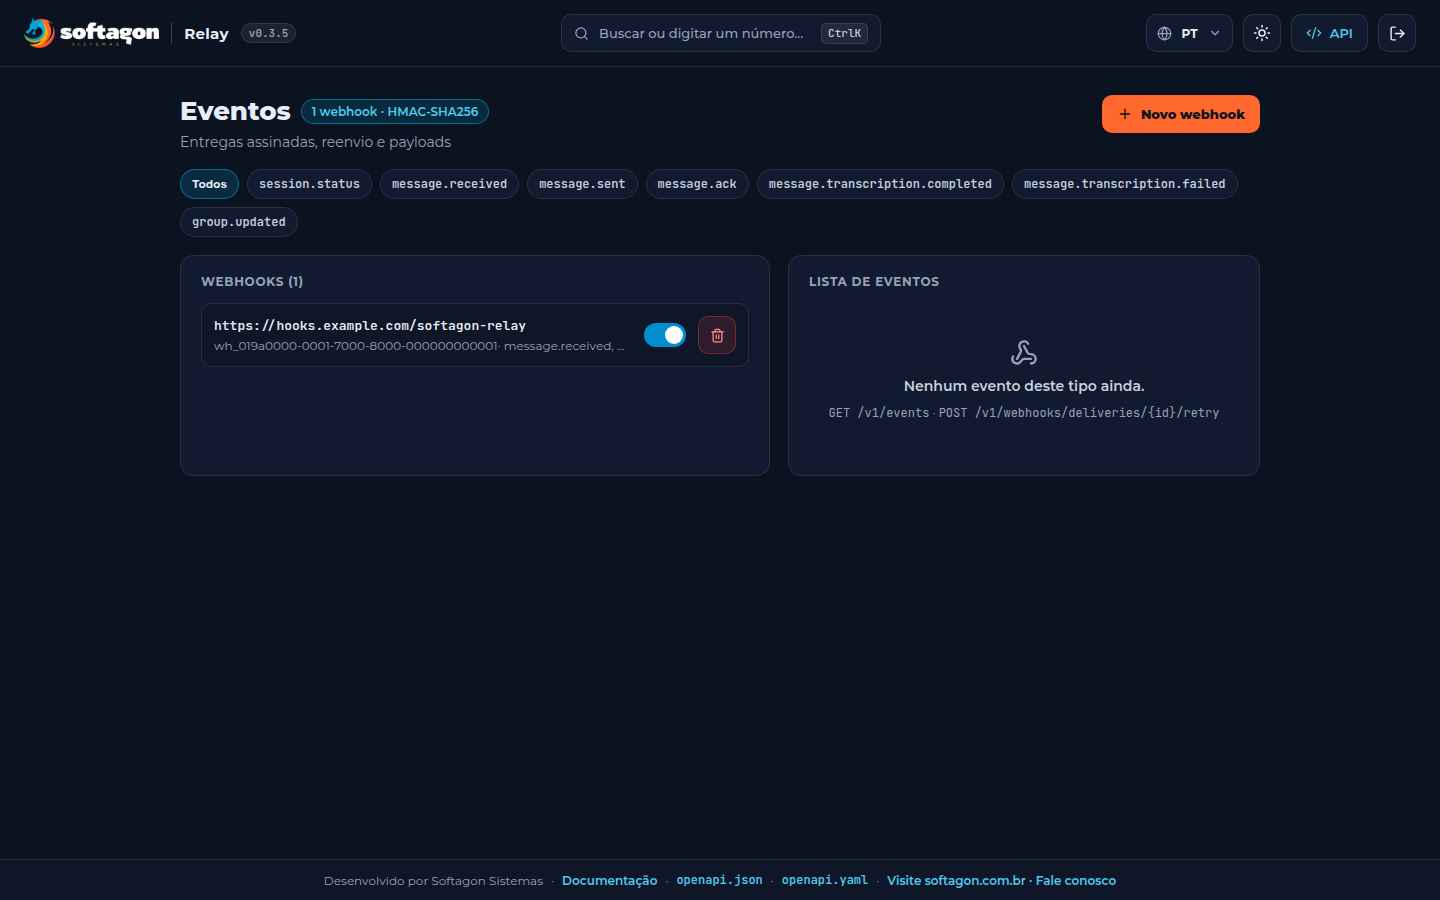 softagon
SISTEMAS
Relay
v0.3.5
Buscar ou digitar um número...
CtrlK
PT
API
Eventos
1 webhook · HMAC-SHA256
Novo webhook
Entregas assinadas, reenvio e payloads
Todos
session.status
message.received
message.sent
message.ack
message.transcription.completed
message.transcription.failed
group.updated
WEBHOOKS (1)
https://hooks.example.com/softagon-relay
wh_019a0000-0001-7000-8000-000000000001· message.received, ...
LISTA DE EVENTOS
Nenhum evento deste tipo ainda.
GET /v1/events · POST /v1/webhooks/deliveries/{id}/retry
Desenvolvido por Softagon Sistemas · Documentação · openapi.json · openapi.yaml · Visite softagon.com.br · Fale conosco